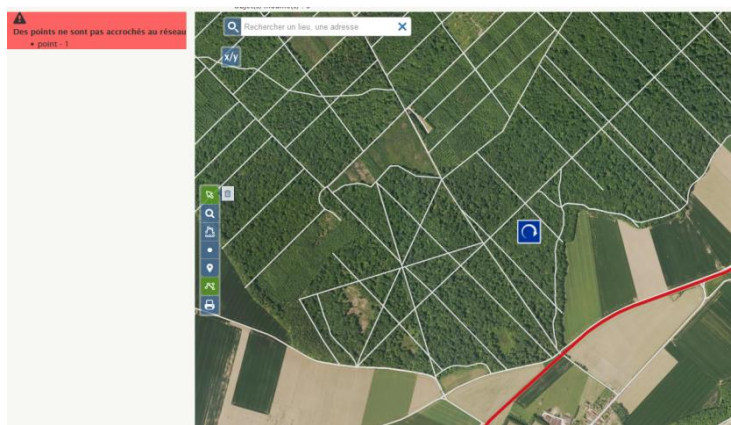 Des points ne sont pas accrochés au réseau
• point - 1
Rechercher un lieu, une adresse
x/y